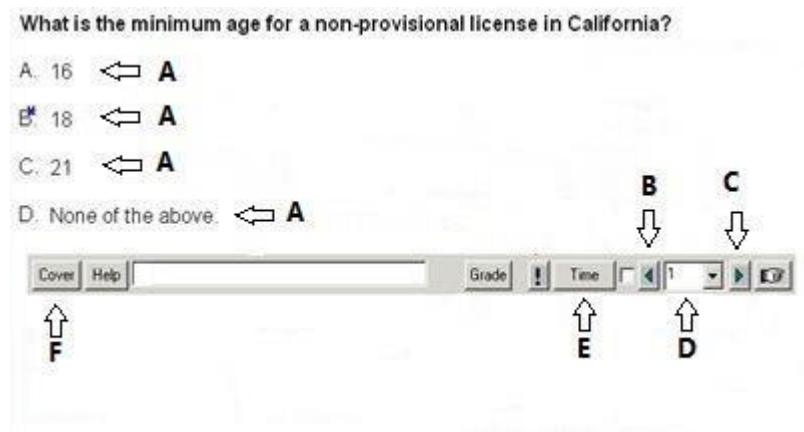 What is the minimum age for a non-provisional license in California?
A. 16 A
B. 18 A
C. 21 A
D. None of the above. A
B C
Cover Help Grade ! Time 1
F E D